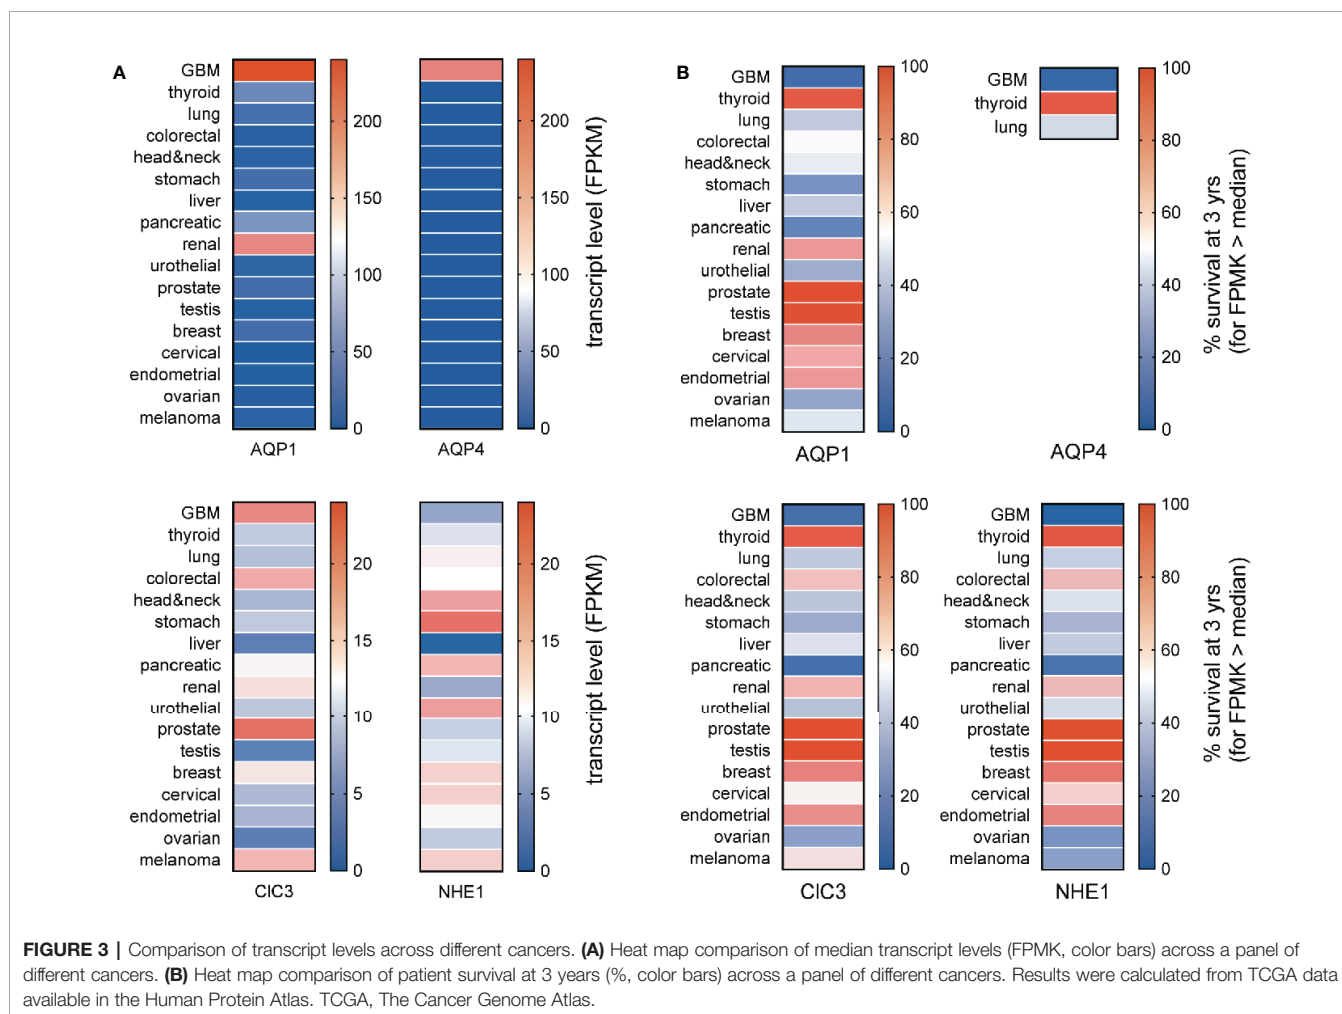 A
GBM
thyroid
lung
colorectal
head&neck
stomach
liver
pancreatic
renal
urothelial
prostate
testis
breast
cervical
endometrial
ovarian
melanoma
AQP1
200
150
100
50
0
AQP4
200
150
100
50
0
transcript level (FPKM)
B
GBM
thyroid
lung
colorectal
head&neck
stomach
liver
pancreatic
renal
urothelial
prostate
testis
breast
cervical
endometrial
ovarian
melanoma
AQP1
100
80
60
40
20
0
GBM
thyroid
lung
AQP4
100
80
60
40
20
0
% survival at 3 yrs
(for FPMK > median)
GBM
thyroid
lung
colorectal
head&neck
stomach
liver
pancreatic
renal
urothelial
prostate
testis
breast
cervical
endometrial
ovarian
melanoma
ClC3
20
15
10
5
0
NHE1
20
15
10
5
0
transcript level (FPKM)
GBM
thyroid
lung
colorectal
head&neck
stomach
liver
pancreatic
renal
urothelial
prostate
testis
breast
cervical
endometrial
ovarian
melanoma
ClC3
100
80
60
40
20
0
GBM
thyroid
lung
colorectal
head&neck
stomach
liver
pancreatic
renal
urothelial
prostate
testis
breast
cervical
endometrial
ovarian
melanoma
NHE1
100
80
60
40
20
0
% survival at 3 yrs
(for FPMK > median)
FIGURE 3 | Comparison of transcript levels across different cancers. (A) Heat map comparison of median transcript levels (FPMK, color bars) across a panel of
different cancers. (B) Heat map comparison of patient survival at 3 years (%, color bars) across a panel of different cancers. Results were calculated from TCGA data
available in the Human Protein Atlas. TCGA, The Cancer Genome Atlas.